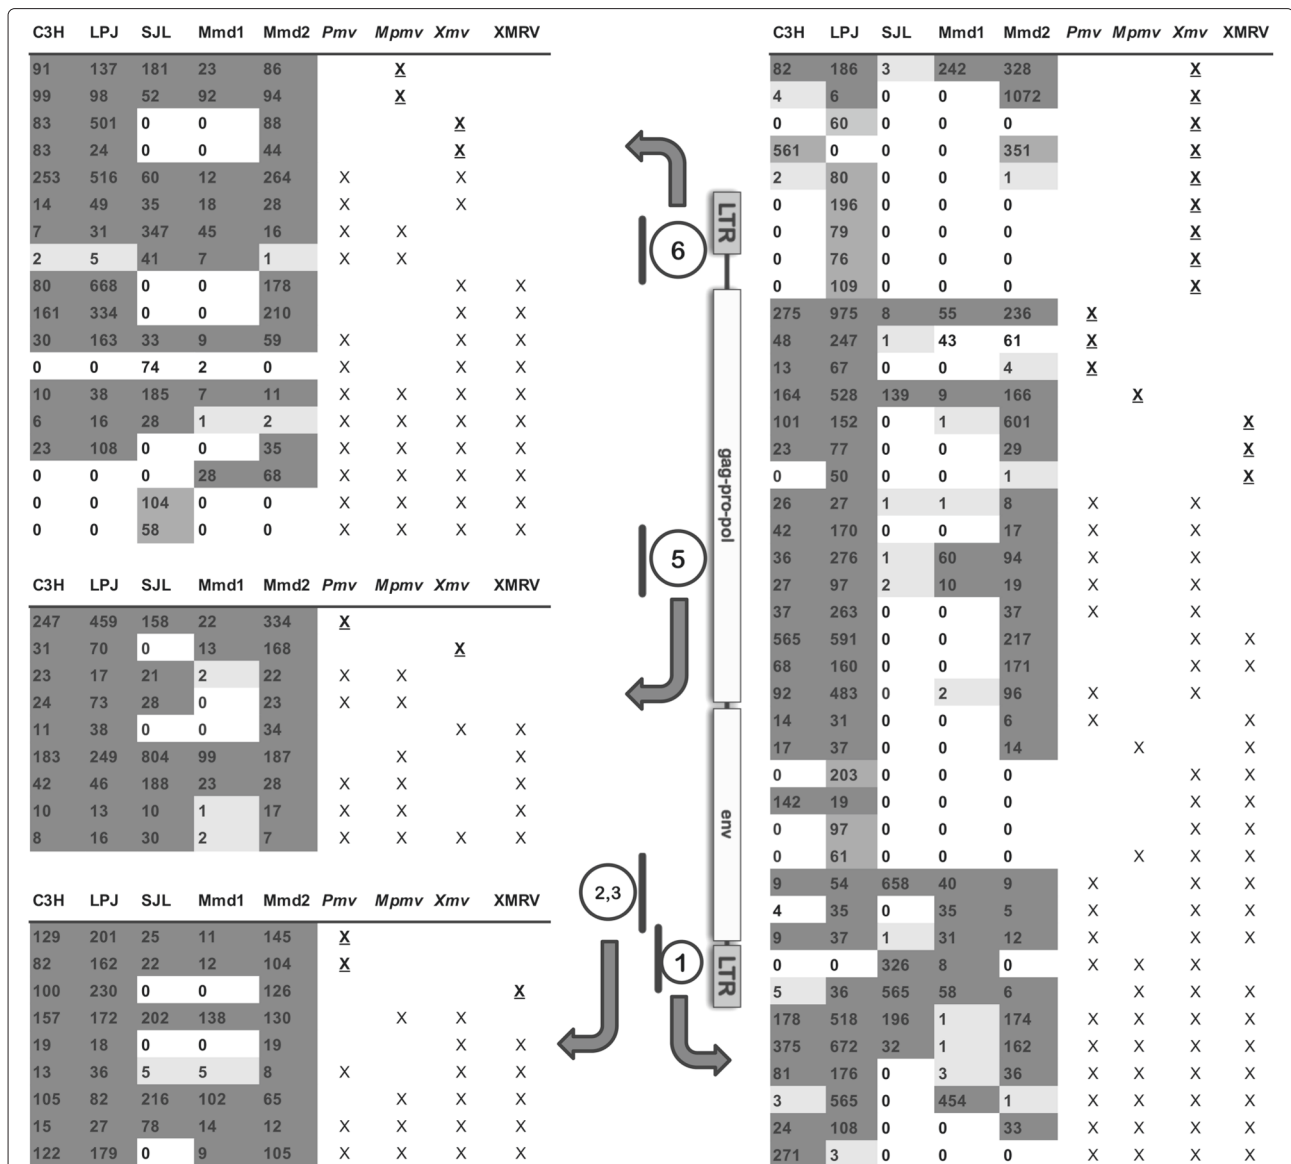 C3H LPJ SJL Mmd1 Mmd2 Pmv Mpmv Xmv XMRV
91 137 181 23 86 X
99 98 52 92 94 X
83 501 0 0 88 X
83 24 0 0 44 X
253 516 60 12 264 X X
14 49 35 18 28 X X
7 31 347 45 16 X X
2 5 41 7 1 X X
80 668 0 0 178 X X
161 334 0 0 210 X X
30 163 33 9 59 X X X
0 0 74 2 0 X X X
10 38 185 7 11 X X X X
6 16 28 1 2 X X X X
23 108 0 0 35 X X X X
0 0 0 28 68 X X X X
0 0 104 0 0 X X X X
0 0 58 0 0 X X X X
C3H LPJ SJL Mmd1 Mmd2 Pmv Mpmv Xmv XMRV
247 459 158 22 334 X
31 70 0 13 168 X
23 17 21 2 22 X X
24 73 28 0 23 X X
11 38 0 0 34 X X
183 249 804 99 187 X X
42 46 188 23 28 X X X
10 13 10 1 17 X X X
8 16 30 2 7 X X X X
C3H LPJ SJL Mmd1 Mmd2 Pmv Mpmv Xmv XMRV
129 201 25 11 145 X
82 162 22 12 104 X
100 230 0 0 126 X
157 172 202 138 130 X X
19 18 0 0 19 X X
13 36 5 5 8 X X X
105 82 216 102 65 X X X
15 27 78 14 12 X X X X
122 179 0 9 105 X X X X
LTR
6
gag-pro-pol
5
env
2,3
1
LTR
C3H LPJ SJL Mmd1 Mmd2 Pmv Mpmv Xmv XMRV
82 186 3 242 328 X
4 6 0 0 1072 X
0 60 0 0 0 X
561 0 0 0 351 X
2 80 0 0 1 X
0 196 0 0 0 X
0 79 0 0 0 X
0 76 0 0 0 X
0 109 0 0 0 X
275 975 8 55 236 X
48 247 1 43 61 X
13 67 0 0 4 X
164 528 139 9 166 X
101 152 0 1 601 X
23 77 0 0 29 X
0 50 0 0 1 X
26 27 1 1 8 X X
42 170 0 0 17 X X
36 276 1 60 94 X X
27 97 2 10 19 X X
37 263 0 0 37 X X
565 591 0 0 217 X X
68 160 0 0 171 X X
92 483 0 2 96 X X
14 31 0 0 6 X X
17 37 0 0 14 X X
0 203 0 0 0 X X
142 19 0 0 0 X X
0 97 0 0 0 X X
0 61 0 0 0 X X X
9 54 658 40 9 X X X
4 35 0 35 5 X X X
9 37 1 31 12 X X X
0 0 326 8 0 X X X
5 36 565 58 6 X X X
178 518 196 1 174 X X X X
375 672 32 1 162 X X X X
81 176 0 3 36 X X X X
3 565 0 454 1 X X X X
24 108 0 0 33 X X X X
271 3 0 0 0 X X X X